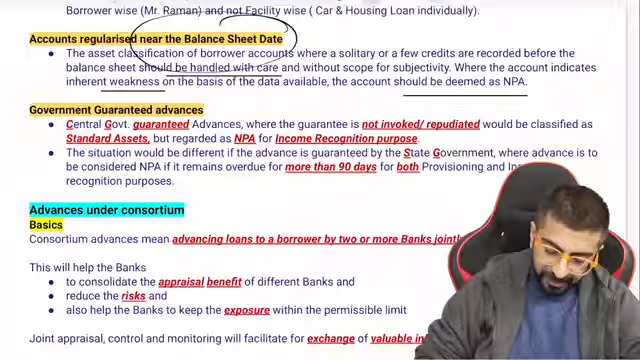 Borrower wise (Mr. Raman) and not Facility wise ( Car & Housing Loan individually).
Accounts regularised near the Balance Sheet Date
● The asset classification of borrower accounts where a solitary or a few credits are recorded before the
balance sheet should be handled with care and without scope for subjectivity. Where the account indicates
inherent weakness on the basis of the data available, the account should be deemed as NPA.
Government Guaranteed advances
● Central Govt. guaranteed Advances, where the guarantee is not invoked/ repudiated would be classified as
Standard Assets, but regarded as NPA for Income Recognition purpose.
● The situation would be different if the advance is guaranteed by the State Government, where advance is to
be considered NPA if it remains overdue for more than 90 days for both Provisioning and
recognition purposes.
Advances under consortium
Basics
Consortium advances mean advancing loans to a borrower by two or more Banks
This will help the Banks
● to consolidate the appraisal benefit of different Banks and
● reduce the risks and
● also help the Banks to keep the exposure within the permissible limit
Joint appraisal, control and monitoring will facilitate for exchange of valuable